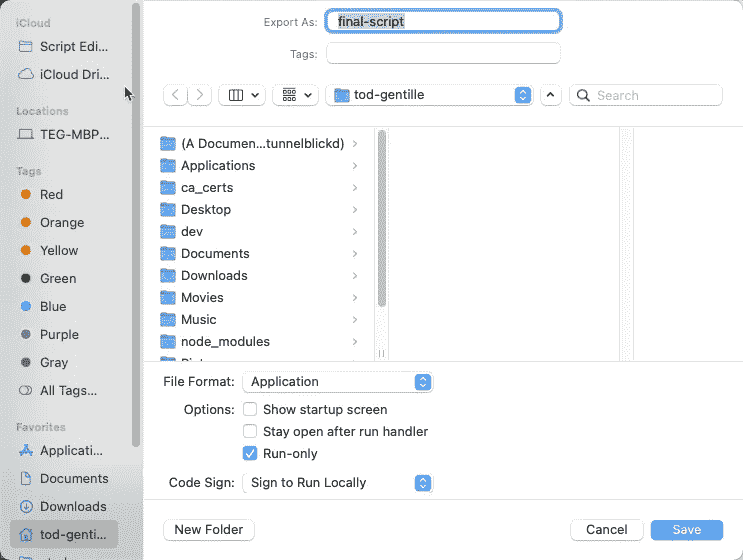 iCloud
Script Edi...
iCloud Dri...
Locations
TEG-MBP...
Tags
Red
Orange
Yellow
Green
Blue
Purple
Gray
All Tags...
Favorites
Applicati...
Documents
Downloads
tod-genti...
Export As: final-script
Tags:
tod-gentille
Search
(A Documen...tunnelblickd)
Applications
ca_certs
Desktop
dev
Documents
Downloads
Movies
Music
node_modules
File Format: Application
Options: Show startup screen
Stay open after run handler
Run-only
Code Sign: Sign to Run Locally
New Folder Cancel Save